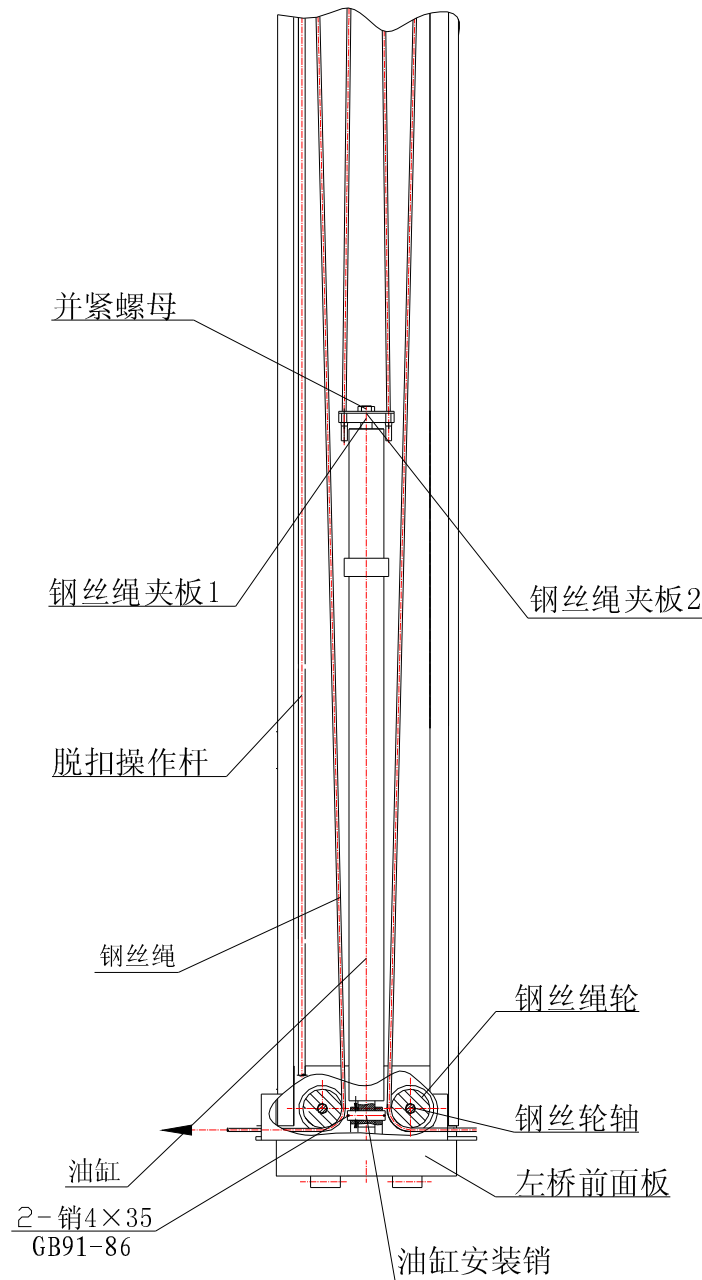 并紧螺母
钢丝绳夹板1
钢丝绳夹板2
脱扣操作杆
钢丝绳
钢丝绳轮
钢丝轮轴
油缸
左桥前面板
2-销4×35
GB91-86
油缸安装销